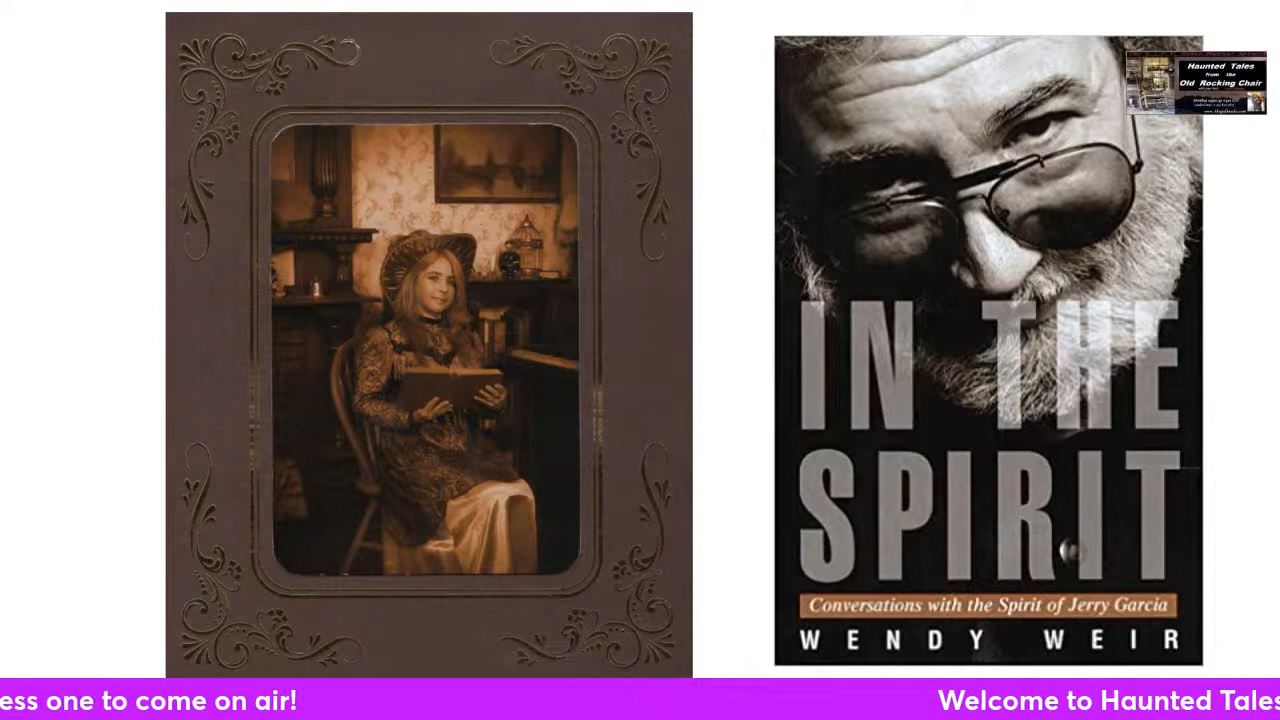 Haunted Tales
from the
Old Rocking Chair
IN THE
SPIRIT
Conversations with the Spirit of Jerry Garcia
WENDY WEIR
ess one to come on air!
Welcome to Haunted Tales